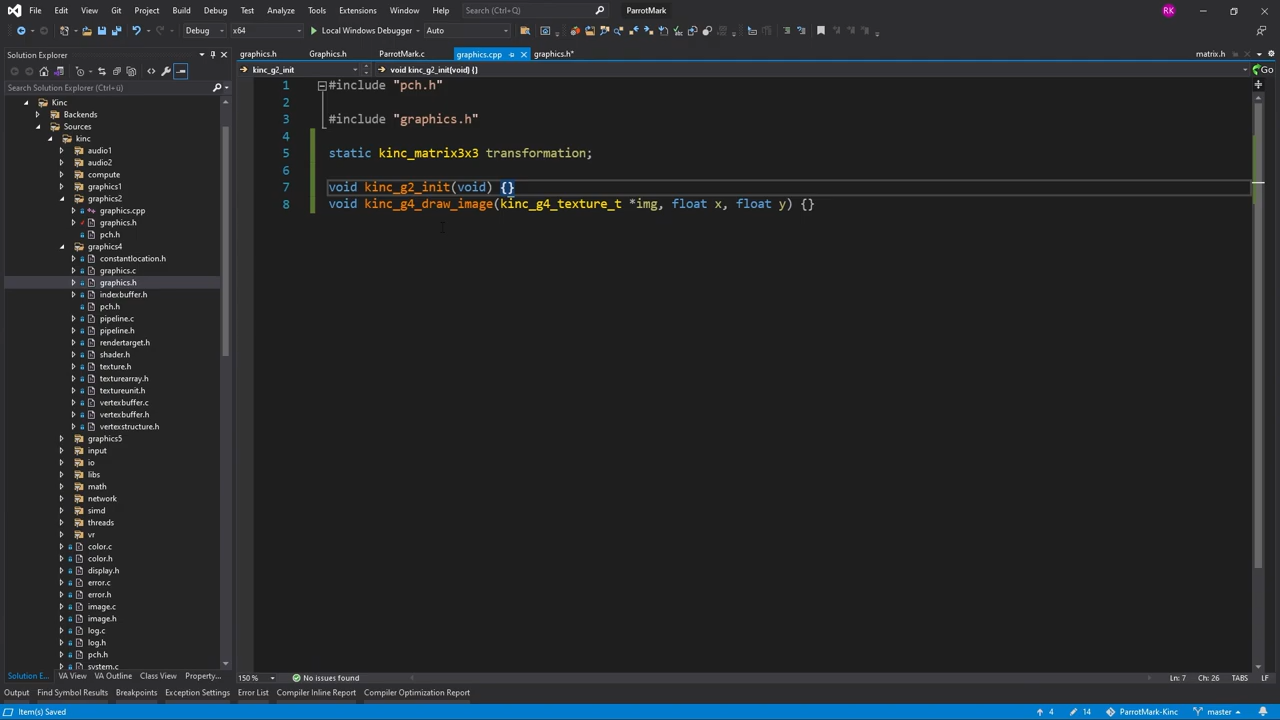 File Edit View Git Project Build Debug Test Analyze Tools Extensions Window Help Search (Ctrl+Q) ParrotMark RK
Debug x64 Local Windows Debugger Auto
Solution Explorer graphics.h Graphics.h ParrotMark.c graphics.cpp graphics.h* matrix.h Go
kinc_g2_init void kinc_g2_init(void) {}
Search Solution Explorer (Ctrl+ü)
Kinc
Backends
Sources
kinc
audio1
audio2
compute
graphics1
graphics2
graphics.cpp
graphics.h
pch.h
graphics4
constantlocation.h
graphics.c
graphics.h
indexbuffer.h
pch.h
pipeline.c
pipeline.h
rendertarget.h
shader.h
texture.h
texturearray.h
textureunit.h
vertexbuffer.c
vertexbuffer.h
vertexstructure.h
graphics5
input
io
libs
math
network
simd
threads
vr
color.c
color.h
display.h
error.c
error.h
image.c
image.h
log.c
log.h
pch.h
system.c
1 #include "pch.h"
2
3 #include "graphics.h"
4
5 static kinc_matrix3x3 transformation;
6
7 void kinc_g2_init(void) {}
8 void kinc_g4_draw_image(kinc_g4_texture_t *img, float x, float y) {}
Solution E... VA View VA Outline Class View Property... 150 % No issues found Ln: 7 Ch: 26 TABS LF
Output Find Symbol Results Breakpoints Execution Settings Error List Compiler Inline Report Compiler Optimization Report
Item(s) Saved 4 14 ParrotMark-Kinc master